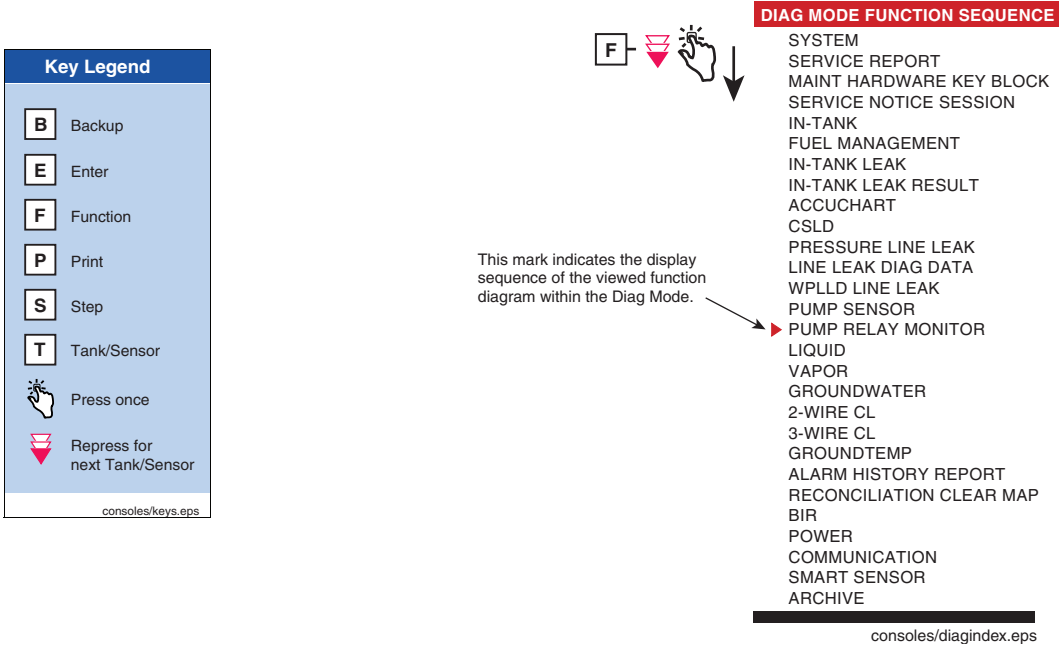 Key Legend
B Backup
E Enter
F Function
P Print
S Step
T Tank/Sensor
Press once
Repress for
next Tank/Sensor
consoles/keys.eps
F
This mark indicates the display
sequence of the viewed function
diagram within the Diag Mode.
DIAG MODE FUNCTION SEQUENCE
SYSTEM
SERVICE REPORT
MAINT HARDWARE KEY BLOCK
SERVICE NOTICE SESSION
IN-TANK
FUEL MANAGEMENT
IN-TANK LEAK
IN-TANK LEAK RESULT
ACCUCHART
CSLD
PRESSURE LINE LEAK
LINE LEAK DIAG DATA
WPLLD LINE LEAK
PUMP SENSOR
PUMP RELAY MONITOR
LIQUID
VAPOR
GROUNDWATER
2-WIRE CL
3-WIRE CL
GROUNDTEMP
ALARM HISTORY REPORT
RECONCILIATION CLEAR MAP
BIR
POWER
COMMUNICATION
SMART SENSOR
ARCHIVE
consoles/diagindex.eps